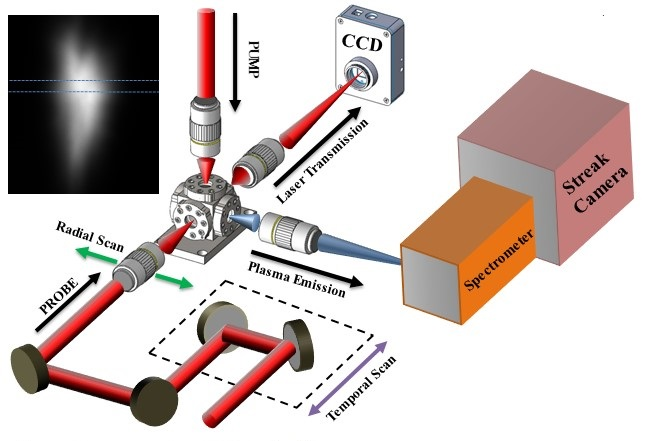 PUMP
CCD
Laser Transmission
Streak
Camera
Spectrometer
Radial Scan
Plasma Emission
PROBE
Temporal Scan